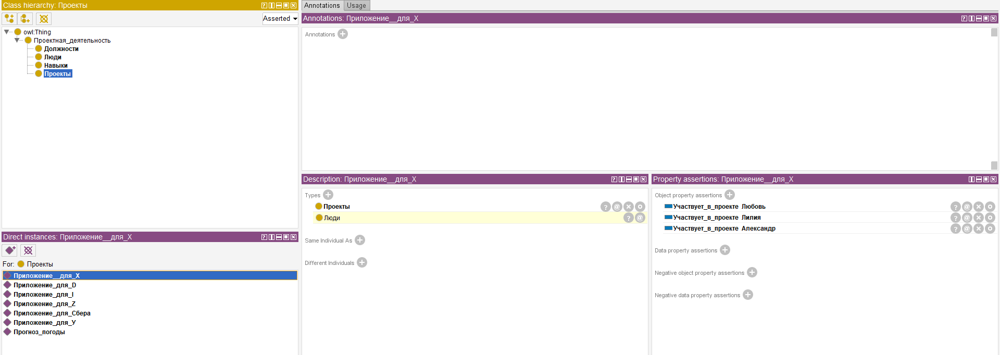 Class hierarchy: Проекты
Asserted
owl:Thing
Проектная_деятельность
Должности
Люди
Навыки
Проекты
Direct instances: Приложение__для_X
For: Проекты
Приложение__для_X
Приложение_для_D
Приложение_для_I
Приложение_для_Z
Приложение_для_Сбера
Приложение_для_У
Прогноз_погоды
Annotations Usage
Annotations: Приложение__для_X
Annotations
Description: Приложение__для_X
Types
Проекты
Люди
Same Individual As
Different Individuals
Property assertions: Приложение__для_X
Object property assertions
Участвует_в_проекте Любовь
Участвует_в_проекте Лилия
Участвует_в_проекте Александр
Data property assertions
Negative object property assertions
Negative data property assertions